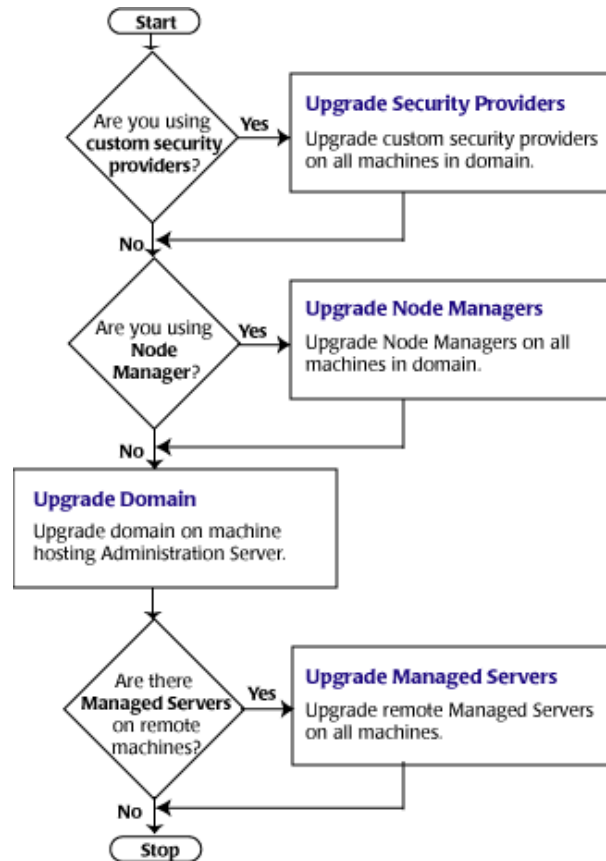 Start
Are you using
custom security
providers?
Yes
Upgrade Security Providers
Upgrade custom security providers
on all machines in domain.
No
Are you using
Node
Manager?
Yes
Upgrade Node Managers
Upgrade Node Managers on all
machines in domain.
No
Upgrade Domain
Upgrade domain on machine
hosting Administration Server.
Are there
Managed Servers
on remote
machines?
Yes
Upgrade Managed Servers
Upgrade remote Managed Servers
on all machines.
No
Stop